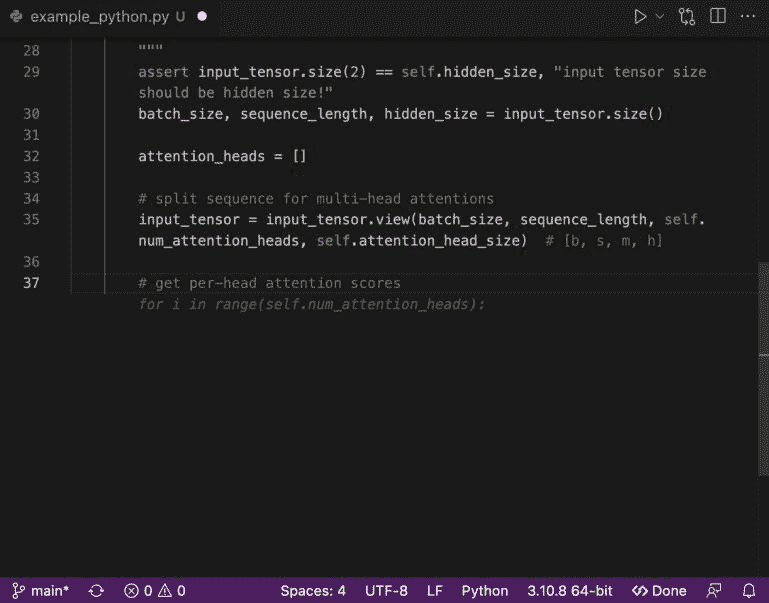 example_python.py U
28 """
29 assert input_tensor.size(2) == self.hidden_size, "input tensor size
should be hidden size!"
30 batch_size, sequence_length, hidden_size = input_tensor.size()
31
32 attention_heads = []
33
34 # split sequence for multi-head attentions
35 input_tensor = input_tensor.view(batch_size, sequence_length, self.
num_attention_heads, self.attention_head_size)  # [b, s, m, h]
36
37 # get per-head attention scores
for i in range(self.num_attention_heads):
main* 0 0 Spaces: 4 UTF-8 LF Python 3.10.8 64-bit Done